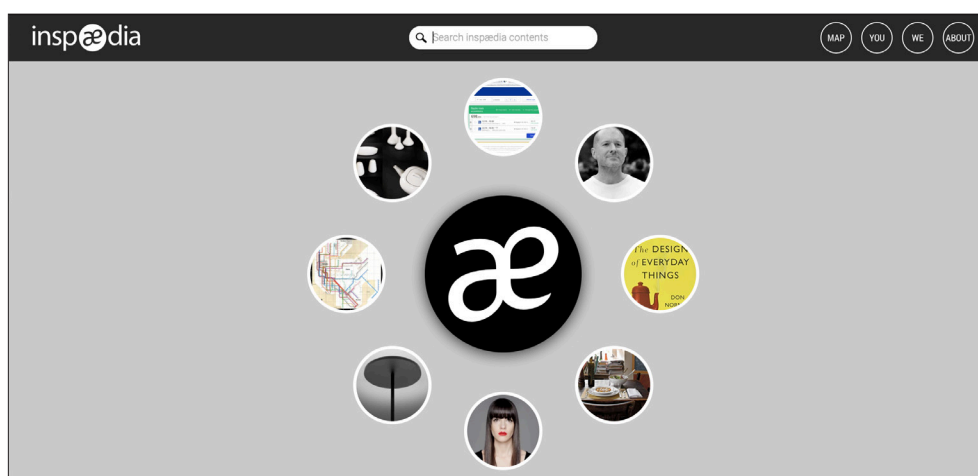 inspædia
Search inspædia contents
MAP
YOU
WE
ABOUT
æ
The DESIGN
of EVERYDAY
THINGS
DON